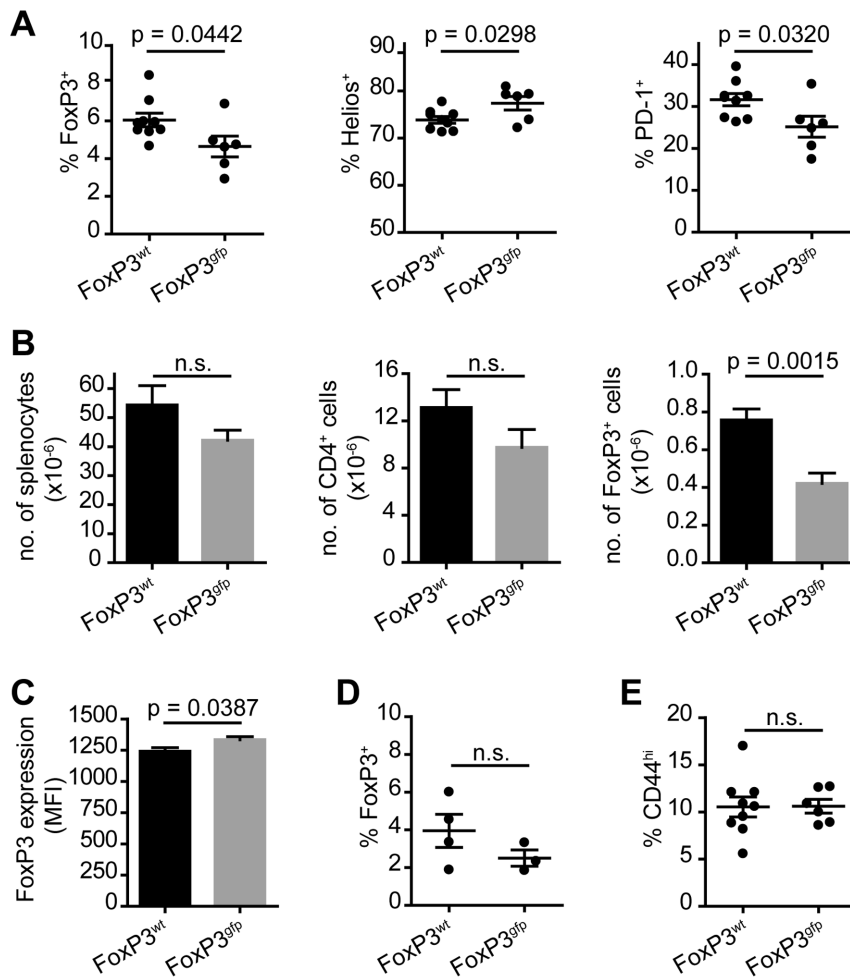 A
p = 0.0442
% FoxP3⁺
10
8
6
4
2
0
FoxP3wt
FoxP3gfp
p = 0.0298
% Helios⁺
90
80
70
60
50
FoxP3wt
FoxP3gfp
p = 0.0320
% PD-1⁺
40
30
20
10
0
FoxP3wt
FoxP3gfp
B
n.s.
no. of splenocytes
(x10⁻⁶)
60
50
40
30
20
10
0
FoxP3wt
FoxP3gfp
n.s.
no. of CD4⁺ cells
(x10⁻⁶)
16
12
8
4
0
FoxP3wt
FoxP3gfp
p = 0.0015
no. of FoxP3⁺ cells
(x10⁻⁶)
1.0
0.8
0.6
0.4
0.2
0.0
FoxP3wt
FoxP3gfp
C
p = 0.0387
FoxP3 expression
(MFI)
1500
1250
1000
750
500
250
0
FoxP3wt
FoxP3gfp
D
n.s.
% FoxP3⁺
10
8
6
4
2
0
FoxP3wt
FoxP3gfp
E
n.s.
% CD44hi
20
15
10
5
0
FoxP3wt
FoxP3gfp